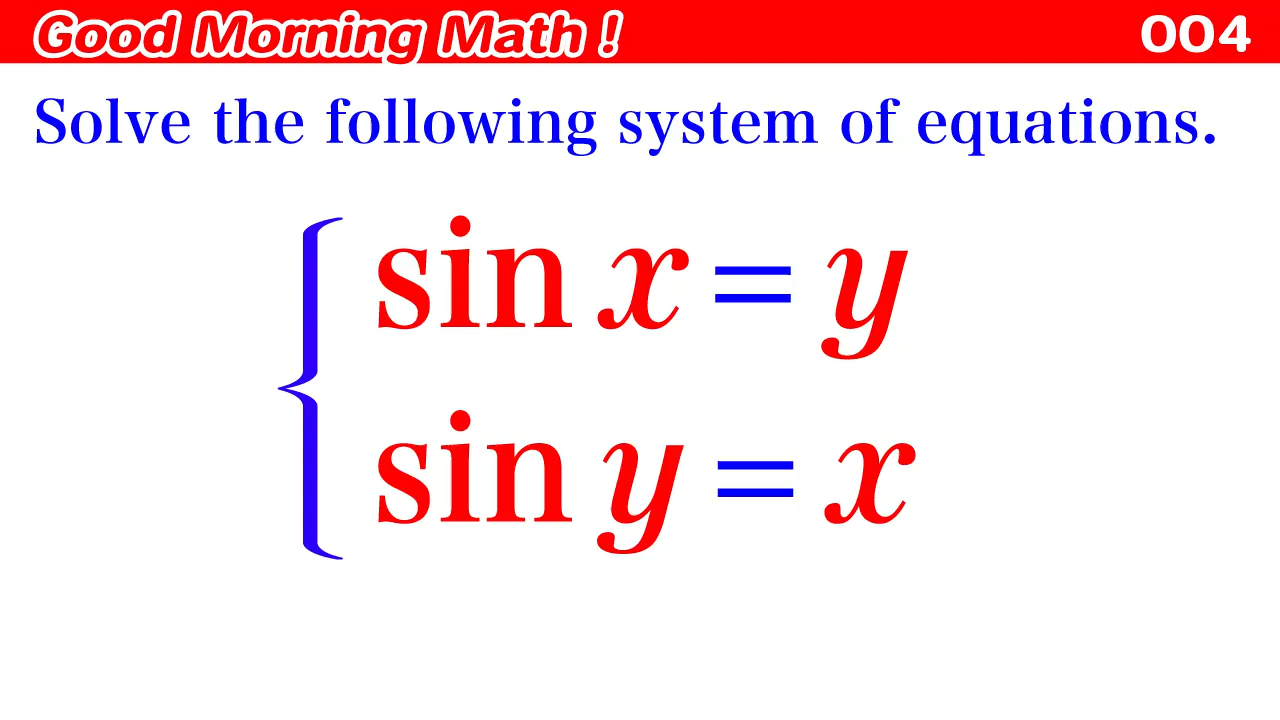 Good Morning Math !
004
Solve the following system of equations.
sin x = y
sin y = x